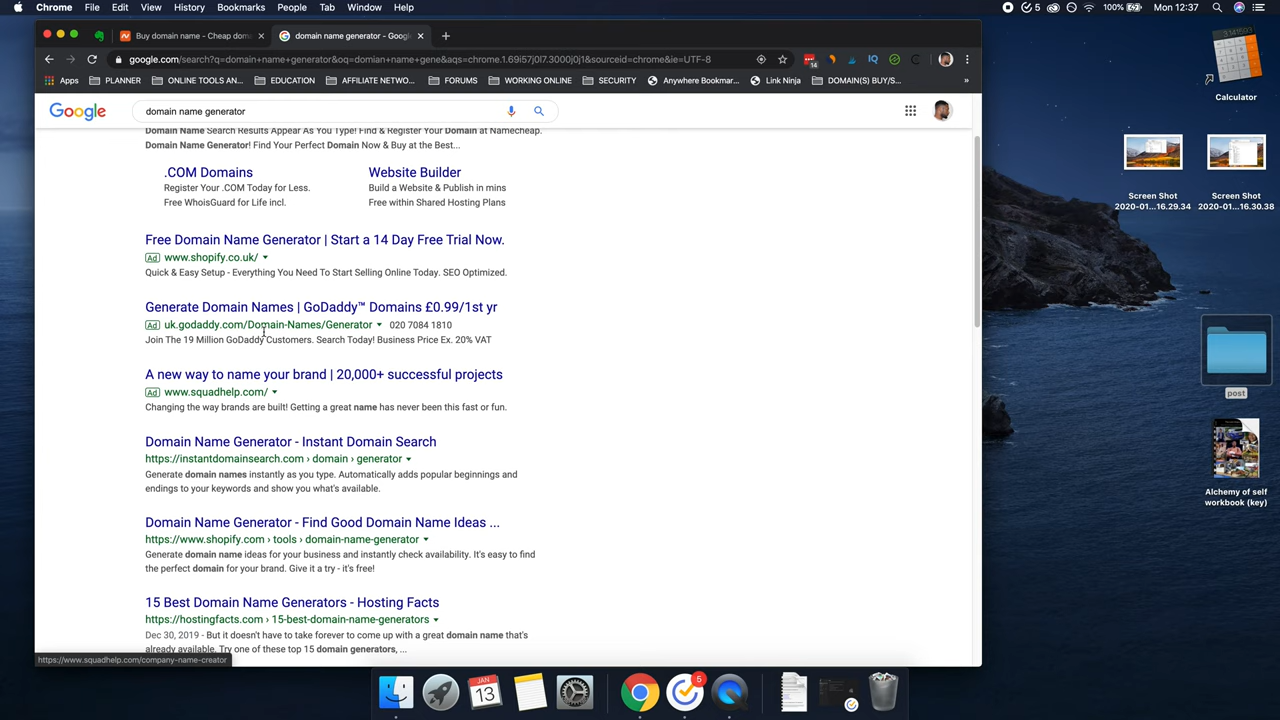 Chrome File Edit View History Bookmarks People Tab Window Help
5 100% Mon 12:37
Buy domain name - Cheap dom
domain name generator - Goog
google.com/search?q=domain+name+generator&oq=domian+name+gene&aqs=chrome.1.69i57j0l7.3000j0j1&sourceid=chrome&ie=UTF-8
14
IQ
Apps PLANNER ONLINE TOOLS AN... EDUCATION AFFILIATE NETWO... FORUMS WORKING ONLINE SECURITY Anywhere Bookmar... Link Ninja DOMAIN(S) BUY/S... »
Google
domain name generator
Domain Name Search Results Appear As You Type! Find & Register Your Domain at Namecheap.
Domain Name Generator! Find Your Perfect Domain Now & Buy at the Best...
.COM Domains
Register Your .COM Today for Less.
Free WhoisGuard for Life incl.
Website Builder
Build a Website & Publish in mins
Free within Shared Hosting Plans
Free Domain Name Generator | Start a 14 Day Free Trial Now.
Ad www.shopify.co.uk/
Quick & Easy Setup - Everything You Need To Start Selling Online Today. SEO Optimized.
Generate Domain Names | GoDaddy™ Domains £0.99/1st yr
Ad uk.godaddy.com/Domain-Names/Generator 020 7084 1810
Join The 19 Million GoDaddy Customers. Search Today! Business Price Ex. 20% VAT
A new way to name your brand | 20,000+ successful projects
Ad www.squadhelp.com/
Changing the way brands are built! Getting a great name has never been this fast or fun.
Domain Name Generator - Instant Domain Search
https://instantdomainsearch.com › domain › generator
Generate domain names instantly as you type. Automatically adds popular beginnings and
endings to your keywords and show you what's available.
Domain Name Generator - Find Good Domain Name Ideas ...
https://www.shopify.com › tools › domain-name-generator
Generate domain name ideas for your business and instantly check availability. It's easy to find
the perfect domain for your brand. Give it a try - it's free!
15 Best Domain Name Generators - Hosting Facts
https://hostingfacts.com › 15-best-domain-name-generators
Dec 30, 2019 - But it doesn't have to take forever to come up with a great domain name that's
already available. Try one of these top 15 domain generators, ...
https://www.squadhelp.com/company-name-creator
Calculator
Screen Shot
2020-01...16.29.34
Screen Shot
2020-01...16.30.38
post
Alchemy of self
workbook (key)
JAN
13
5